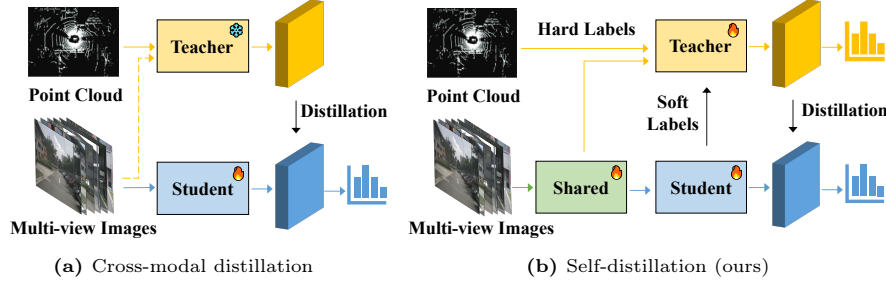 Teacher
Point Cloud
Distillation
Student
Multi-view Images
(a) Cross-modal distillation
Hard Labels
Teacher
Point Cloud
Soft
Labels
Distillation
Shared
Student
Multi-view Images
(b) Self-distillation (ours)